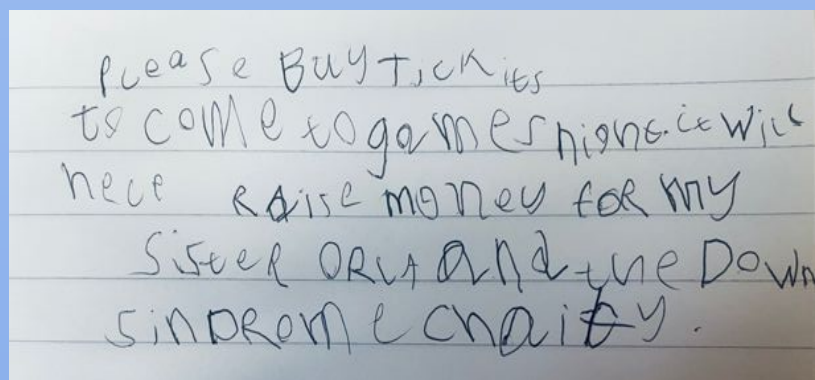 Please BUY Tickits
to come to games night. it will
help Raise money for my
Sister ORLA and the Down
SinDROME chaity.